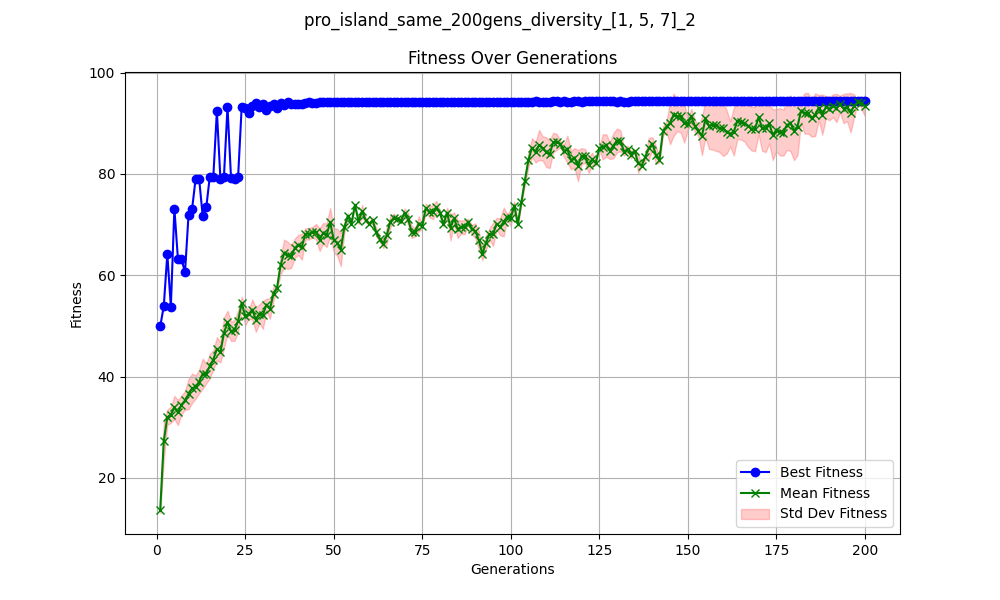 pro_island_same_200gens_diversity_[1, 5, 7]_2
Fitness Over Generations
100
80
60
40
20
Fitness
0
25
50
75
100
125
150
175
200
Generations
Best Fitness
Mean Fitness
Std Dev Fitness